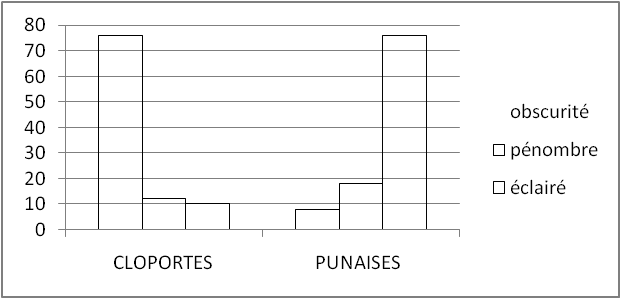 80
70
60
50
40
30
20
10
0
CLOPORTES
PUNAISES
obscurité
pénombre
éclairé